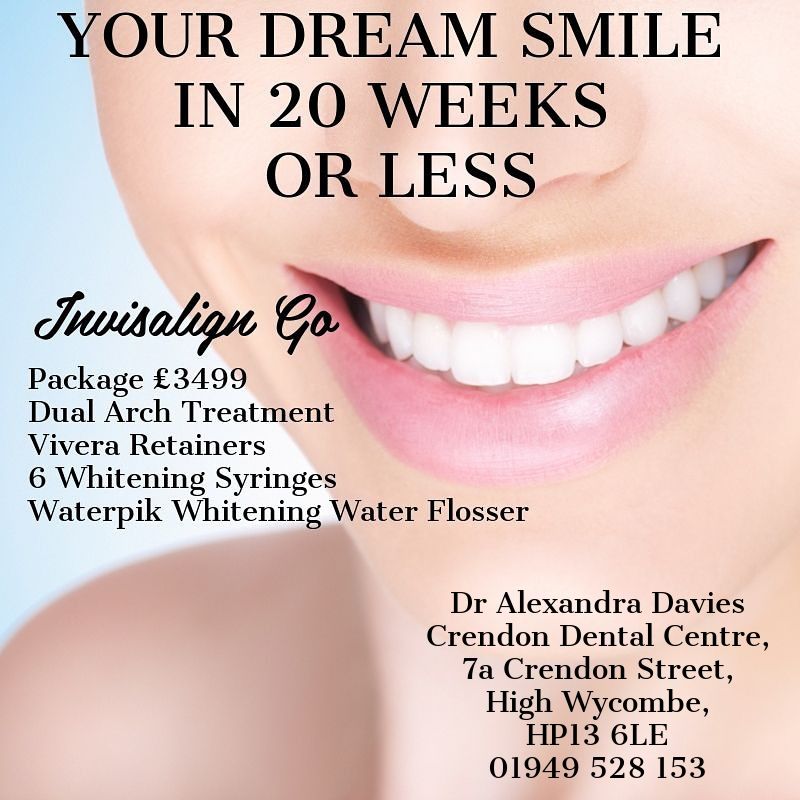 YOUR DREAM SMILE
IN 20 WEEKS
OR LESS
Invisalign Go
Package £3499
Dual Arch Treatment
Vivera Retainers
6 Whitening Syringes
Waterpik Whitening Water Flosser
Dr Alexandra Davies
Crendon Dental Centre,
7a Crendon Street,
High Wycombe,
HP13 6LE
01949 528 153